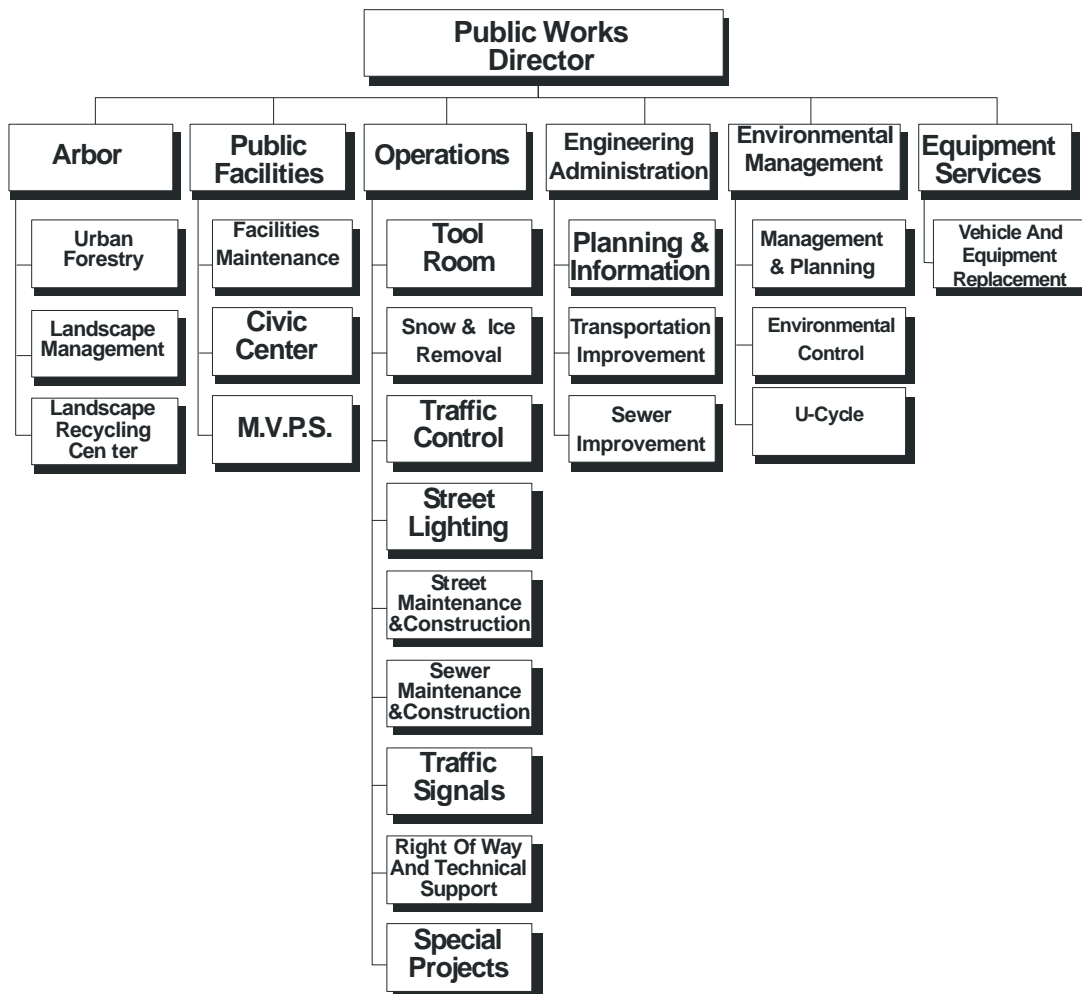 Public Works
Director
Arbor
Public
Facilities
Operations
Engineering
Administration
Environmental
Management
Equipment
Services
Urban
Forestry
Landscape
Management
Landscape
Recycling
Cen ter
Facilities
Maintenance
Civic
Center
M.V.P.S.
Tool
Room
Snow & Ice
Removal
Traffic
Control
Street
Lighting
Street
Maintenance
&Construction
Sewer
Maintenance
&Construction
Traffic
Signals
Right Of Way
And Technical
Support
Special
Projects
Planning &
Information
Transportation
Improvement
Sewer
Improvement
Management
& Planning
Environmental
Control
U-Cycle
Vehicle And
Equipment
Replacement